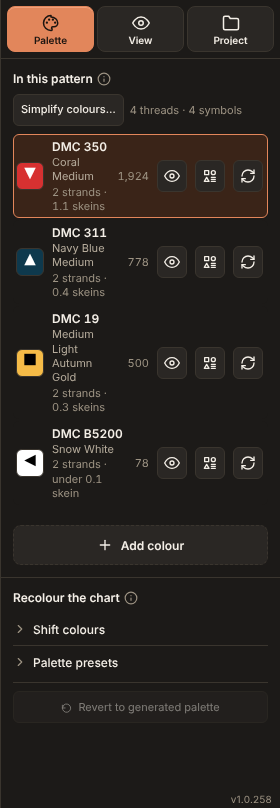 Palette
View
Project
In this pattern
Simplify colours...
4 threads · 4 symbols
DMC 350
Coral
Medium
2 strands ·
1.1 skeins
1,924
DMC 311
Navy Blue
Medium
2 strands ·
0.4 skeins
778
DMC 19
Medium
Light
Autumn
Gold
2 strands ·
0.3 skeins
500
DMC B5200
Snow White
2 strands ·
under 0.1
skein
78
Add colour
Recolour the chart
Shift colours
Palette presets
Revert to generated palette
v1.0.258